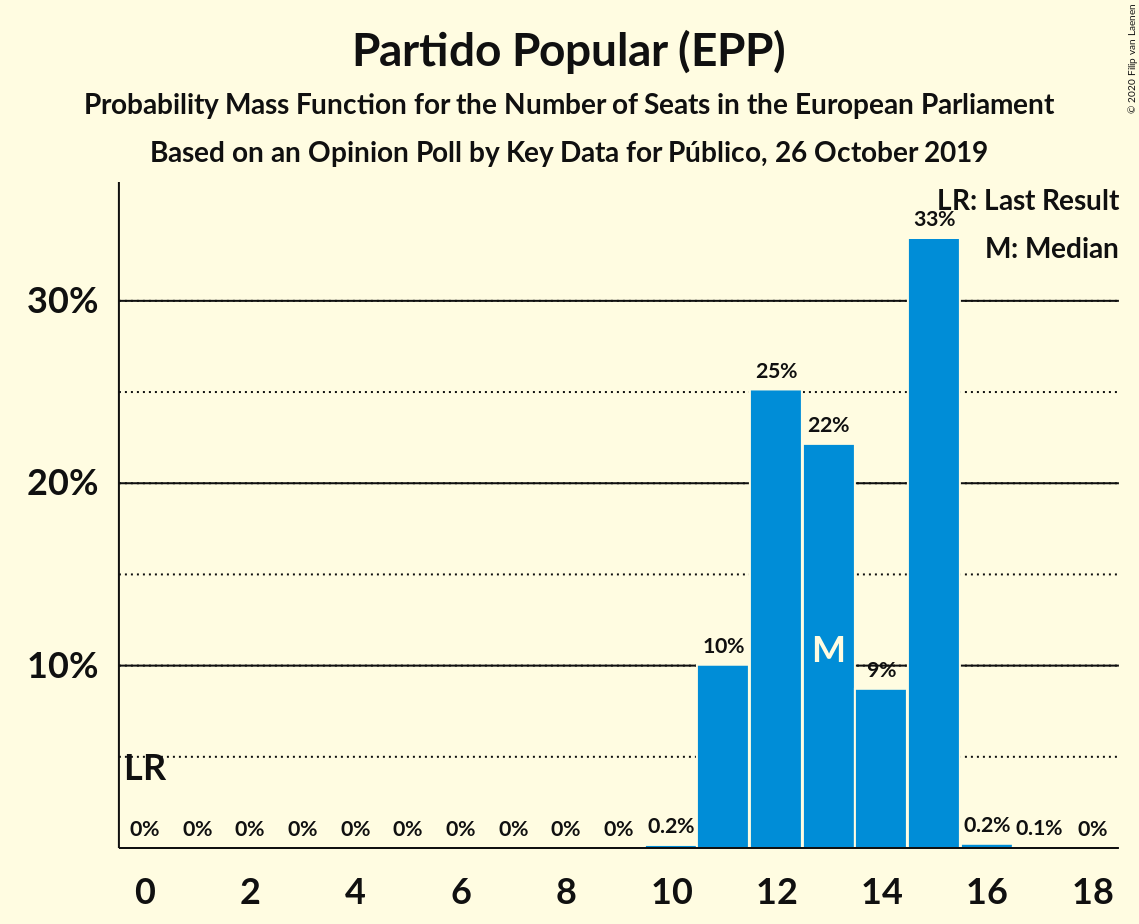 Partido Popular (EPP)
Probability Mass Function for the Number of Seats in the European Parliament
Based on an Opinion Poll by Key Data for Público, 26 October 2019
© 2020 Filip van Laenen
LR: Last Result
M: Median
30%
20%
10%
33%
25%
22%
10%
9%
M
LR
0% 0% 0% 0% 0% 0% 0% 0% 0% 0% 0.2% 0.2% 0.1% 0%
0 2 4 6 8 10 12 14 16 18